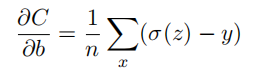 ∂C/∂b = 1/n ∑_x (σ(z) − y)